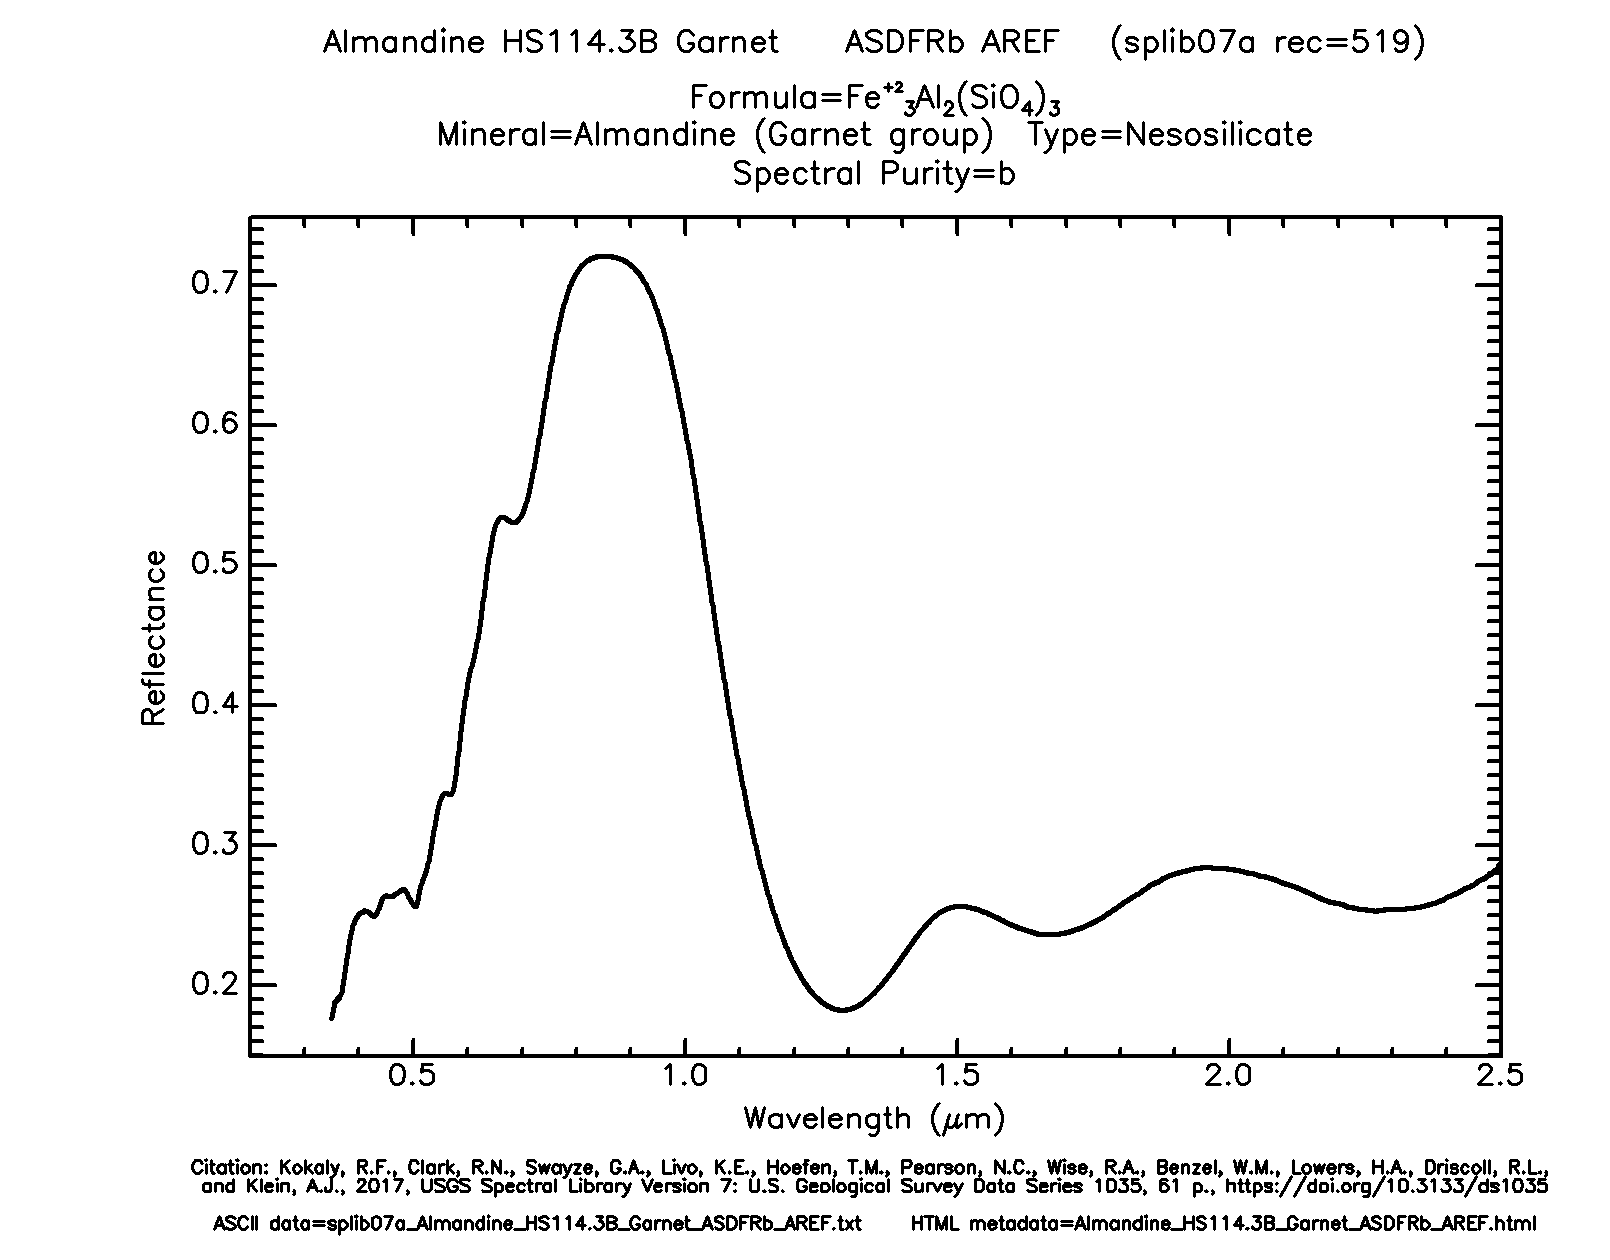 Almandine HS114.3B Garnet ASDFRb AREF (splib07a rec=519)
Formula=Fe⁺²₃Al₂(SiO₄)₃
Mineral=Almandine (Garnet group) Type=Nesosilicate
Spectral Purity=b
0.7
0.6
0.5
0.4
0.3
0.2
Reflectance
0.5 1.0 1.5 2.0 2.5
Wavelength (μm)
Citation: Kokaly, R.F., Clark, R.N., Swayze, G.A., Livo, K.E., Hoefen, T.M., Pearson, N.C., Wise, R.A., Benzel, W.M., Lowers, H.A., Driscoll, R.L.,
and Klein, A.J., 2017, USGS Spectral Library Version 7: U.S. Geological Survey Data Series 1035, 61 p., https://doi.org/10.3133/ds1035
ASCII data=splib07a_Almandine_HS114.3B_Garnet_ASDFRb_AREF.txt HTML metadata=Almandine_HS114.3B_Garnet_ASDFRb_AREF.html